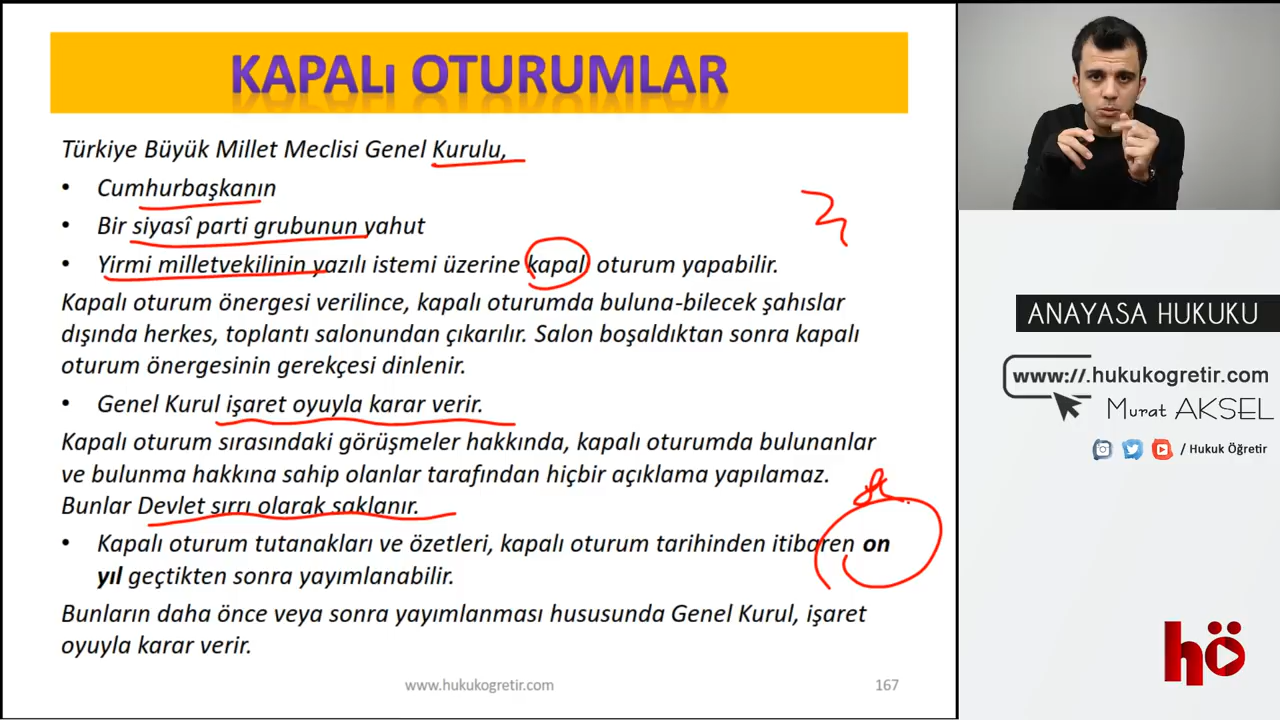 KAPALı OTURUMLAR
Türkiye Büyük Millet Meclisi Genel Kurulu,
• Cumhurbaşkanın
• Bir siyasî parti grubunun yahut
• Yirmi milletvekilinin yazılı istemi üzerine kapalı oturum yapabilir.
Kapalı oturum önergesi verilince, kapalı oturumda buluna-bilecek şahıslar
dışında herkes, toplantı salonundan çıkarılır. Salon boşaldıktan sonra kapalı
oturum önergesinin gerekçesi dinlenir.
• Genel Kurul işaret oyuyla karar verir.
Kapalı oturum sırasındaki görüşmeler hakkında, kapalı oturumda bulunanlar
ve bulunma hakkına sahip olanlar tarafından hiçbir açıklama yapılamaz.
Bunlar Devlet sırrı olarak saklanır.
• Kapalı oturum tutanakları ve özetleri, kapalı oturum tarihinden itibaren on
yıl geçtikten sonra yayımlanabilir.
Bunların daha önce veya sonra yayımlanması hususunda Genel Kurul, işaret
oyuyla karar verir.
www.hukukogretir.com
167
ANAYASA HUKUKU
www://.hukukogretir.com
Murat AKSEL
/ Hukuk Öğretir
hö